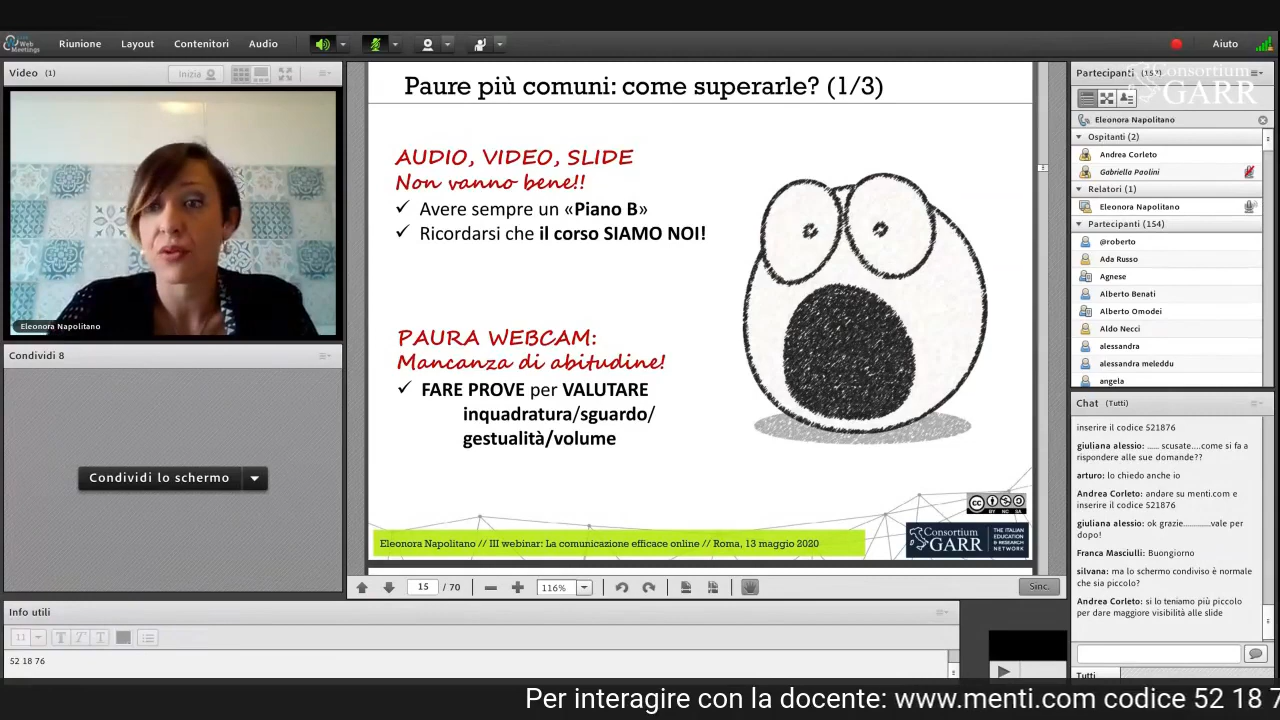 Web
Meetings
Riunione
Layout
Contenitori
Audio
Aiuto
Video (1)
Inizia
Eleonora Napolitano
Condividi 8
Condividi lo schermo
Paure più comuni: come superarle? (1/3)
AUDIO, VIDEO, SLIDE
Non vanno bene!!
✓ Avere sempre un «Piano B»
✓ Ricordarsi che il corso SIAMO NOI!
PAURA WEBCAM:
Mancanza di abitudine!
✓ FARE PROVE per VALUTARE
inquadratura/sguardo/
gestualità/volume
CC BY NC SA
Eleonora Napolitano // III webinar: La comunicazione efficace online // Roma, 13 maggio 2020
Consortium
GARR
THE ITALIAN
EDUCATION
& RESEARCH
NETWORK
15 / 70
116%
Sinc.
Partecipanti
Consortium
GARR
Eleonora Napolitano
Ospitanti (2)
Andrea Corleto
Gabriella Paolini
Relatori (1)
Eleonora Napolitano
Partecipanti (154)
@roberto
Ada Russo
Agnese
Alberto Benati
Alberto Omodei
Aldo Necci
alessandra
alessandra meleddu
angela
Chat (Tutti)
inserire il codice 521876
giuliana alessio: ...... scusate....come si fa a
rispondere alle sue domande??
arturo: lo chiedo anche io
Andrea Corleto: andare su menti.com e
inserire il codice 521876
giuliana alessio: ok grazie...........vale per
dopo!
Franca Masciulli: Buongiorno
silvana: ma lo schermo condiviso è normale
che sia piccolo?
Andrea Corleto: si lo teniamo più piccolo
per dare maggiore visibilità alle slide
Tutti
Info utili
11
52 18 76
Per interagire con la docente: www.menti.com codice 52 18 7